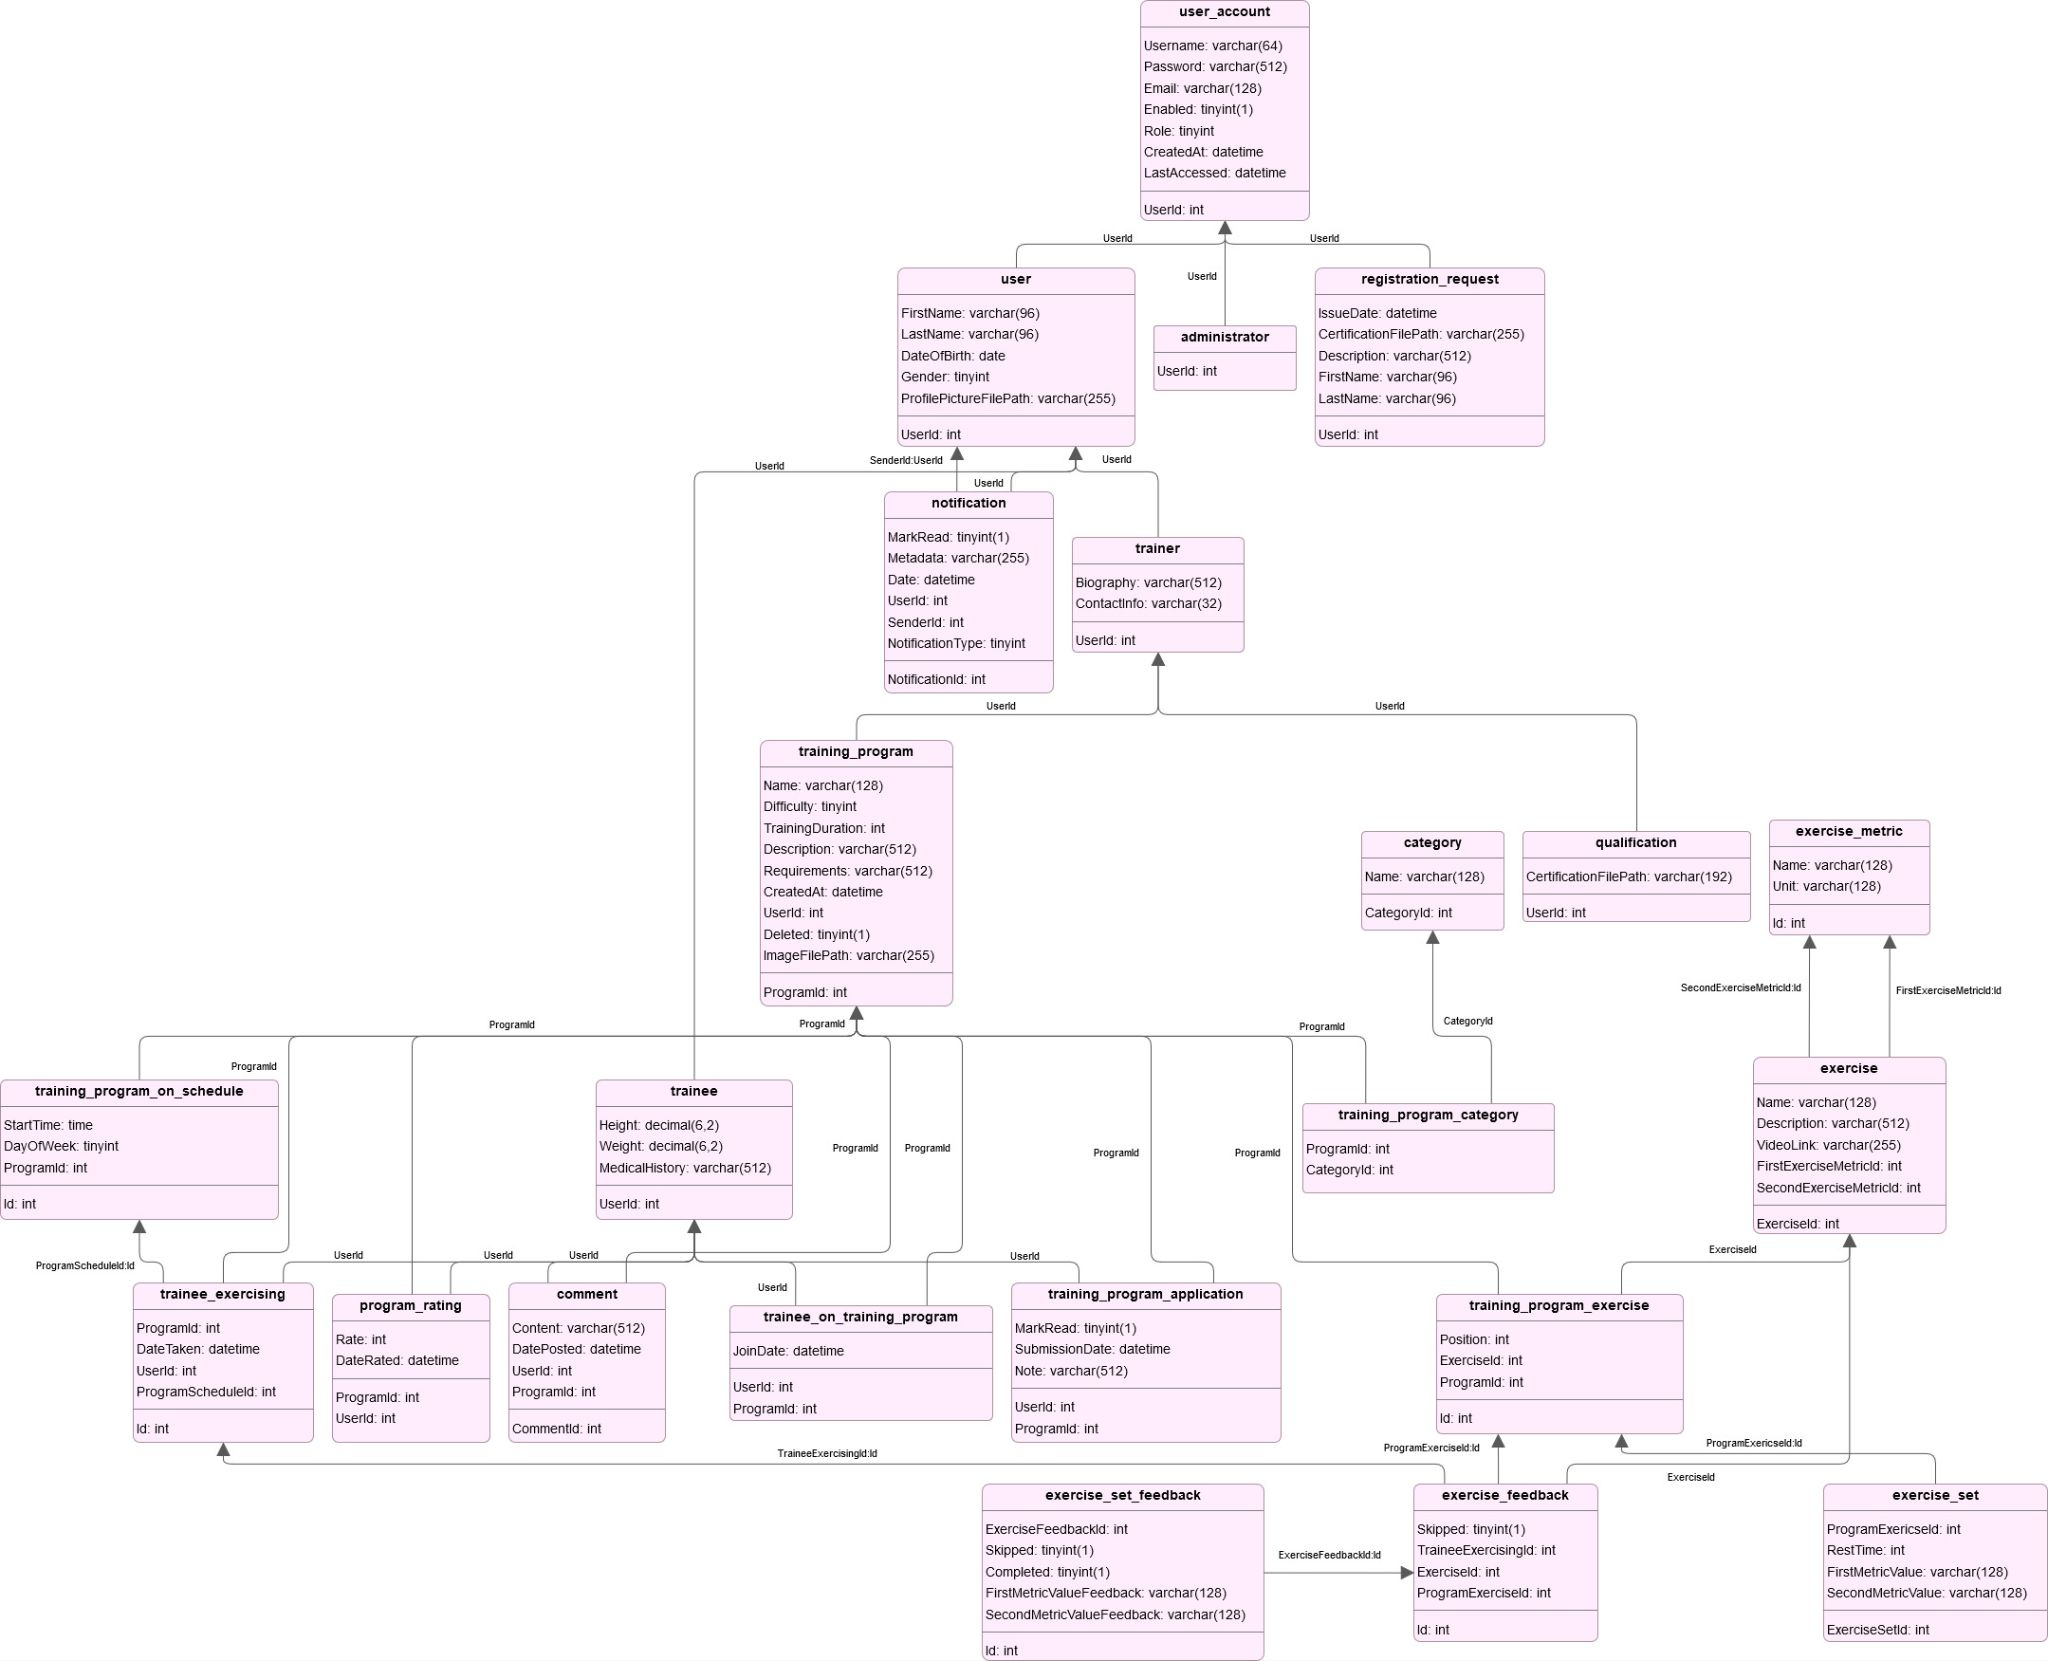 user_account
Username: varchar(64)
Password: varchar(512)
Email: varchar(128)
Enabled: tinyint(1)
Role: tinyint
CreatedAt: datetime
LastAccessed: datetime
UserId: int
UserId
UserId
UserId
user
FirstName: varchar(96)
LastName: varchar(96)
DateOfBirth: date
Gender: tinyint
ProfilePictureFilePath: varchar(255)
UserId: int
administrator
UserId: int
registration_request
IssueDate: datetime
CertificationFilePath: varchar(255)
Description: varchar(512)
FirstName: varchar(96)
LastName: varchar(96)
UserId: int
UserId
SenderId:UserId
UserId
UserId
notification
MarkRead: tinyint(1)
Metadata: varchar(255)
Date: datetime
UserId: int
SenderId: int
NotificationType: tinyint
NotificationId: int
trainer
Biography: varchar(512)
ContactInfo: varchar(32)
UserId: int
UserId
UserId
training_program
Name: varchar(128)
Difficulty: tinyint
TrainingDuration: int
Description: varchar(512)
Requirements: varchar(512)
CreatedAt: datetime
UserId: int
Deleted: tinyint(1)
ImageFilePath: varchar(255)
ProgramId: int
category
Name: varchar(128)
CategoryId: int
qualification
CertificationFilePath: varchar(192)
UserId: int
exercise_metric
Name: varchar(128)
Unit: varchar(128)
Id: int
SecondExerciseMetricId:Id
FirstExerciseMetricId:Id
ProgramId
ProgramId
ProgramId
CategoryId
ProgramId
training_program_on_schedule
StartTime: time
DayOfWeek: tinyint
ProgramId: int
Id: int
trainee
Height: decimal(6,2)
Weight: decimal(6,2)
MedicalHistory: varchar(512)
UserId: int
ProgramId
ProgramId
ProgramId
ProgramId
training_program_category
ProgramId: int
CategoryId: int
exercise
Name: varchar(128)
Description: varchar(512)
VideoLink: varchar(255)
FirstExerciseMetricId: int
SecondExerciseMetricId: int
ExerciseId: int
ProgramScheduleId:Id
UserId
UserId
UserId
UserId
UserId
ExerciseId
trainee_exercising
ProgramId: int
DateTaken: datetime
UserId: int
ProgramScheduleId: int
Id: int
program_rating
Rate: int
DateRated: datetime
ProgramId: int
UserId: int
comment
Content: varchar(512)
DatePosted: datetime
UserId: int
ProgramId: int
CommentId: int
trainee_on_training_program
JoinDate: datetime
UserId: int
ProgramId: int
training_program_application
MarkRead: tinyint(1)
SubmissionDate: datetime
Note: varchar(512)
UserId: int
ProgramId: int
training_program_exercise
Position: int
ExerciseId: int
ProgramId: int
Id: int
TraineeExercisingId:Id
ProgramExerciseId:Id
ProgramExericseId:Id
ExerciseId
exercise_set_feedback
ExerciseFeedbackId: int
Skipped: tinyint(1)
Completed: tinyint(1)
FirstMetricValueFeedback: varchar(128)
SecondMetricValueFeedback: varchar(128)
Id: int
ExerciseFeedbackId:Id
exercise_feedback
Skipped: tinyint(1)
TraineeExercisingId: int
ExerciseId: int
ProgramExerciseId: int
Id: int
exercise_set
ProgramExericseId: int
RestTime: int
FirstMetricValue: varchar(128)
SecondMetricValue: varchar(128)
ExerciseSetId: int